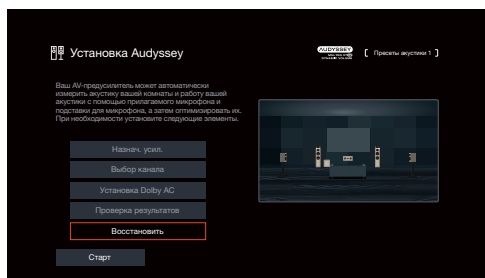 Установка Audyssey
AUDYSSEY
[ Пресеты акустики 1 ]
Ваш AV-предусилитель может автоматически
измерить акустику вашей комнаты и работу вашей
акустики с помощью прилагаемого микрофона и
подставки для микрофона, а затем оптимизировать их.
При необходимости установите следующие элементы.
Назнач. усил.
Выбор канала
Установка Dolby AC
Проверка результатов
Восстановить
Старт